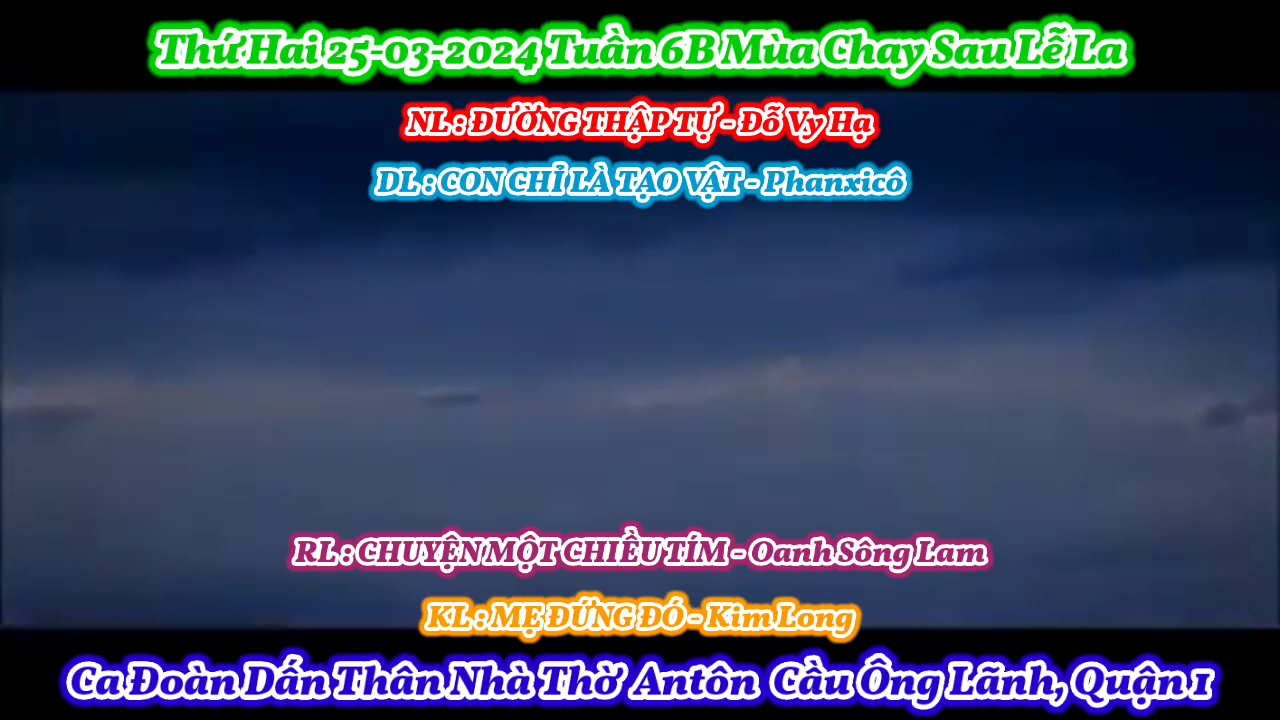 Thứ Hai 25-03-2024 Tuần 6B Mùa Chay Sau Lễ La
NL : ĐƯỜNG THẬP TỰ - Đỗ Vy Hạ
DL : CON CHỈ LÀ TẠO VẬT - Phanxicô
RL : CHUYỆN MỘT CHIỀU TÍM - Oanh Sông Lam
KL : MẸ ĐỨNG ĐÓ - Kim Long
Ca Đoàn Dấn Thân Nhà Thờ Antôn Cầu Ông Lãnh, Quận 1